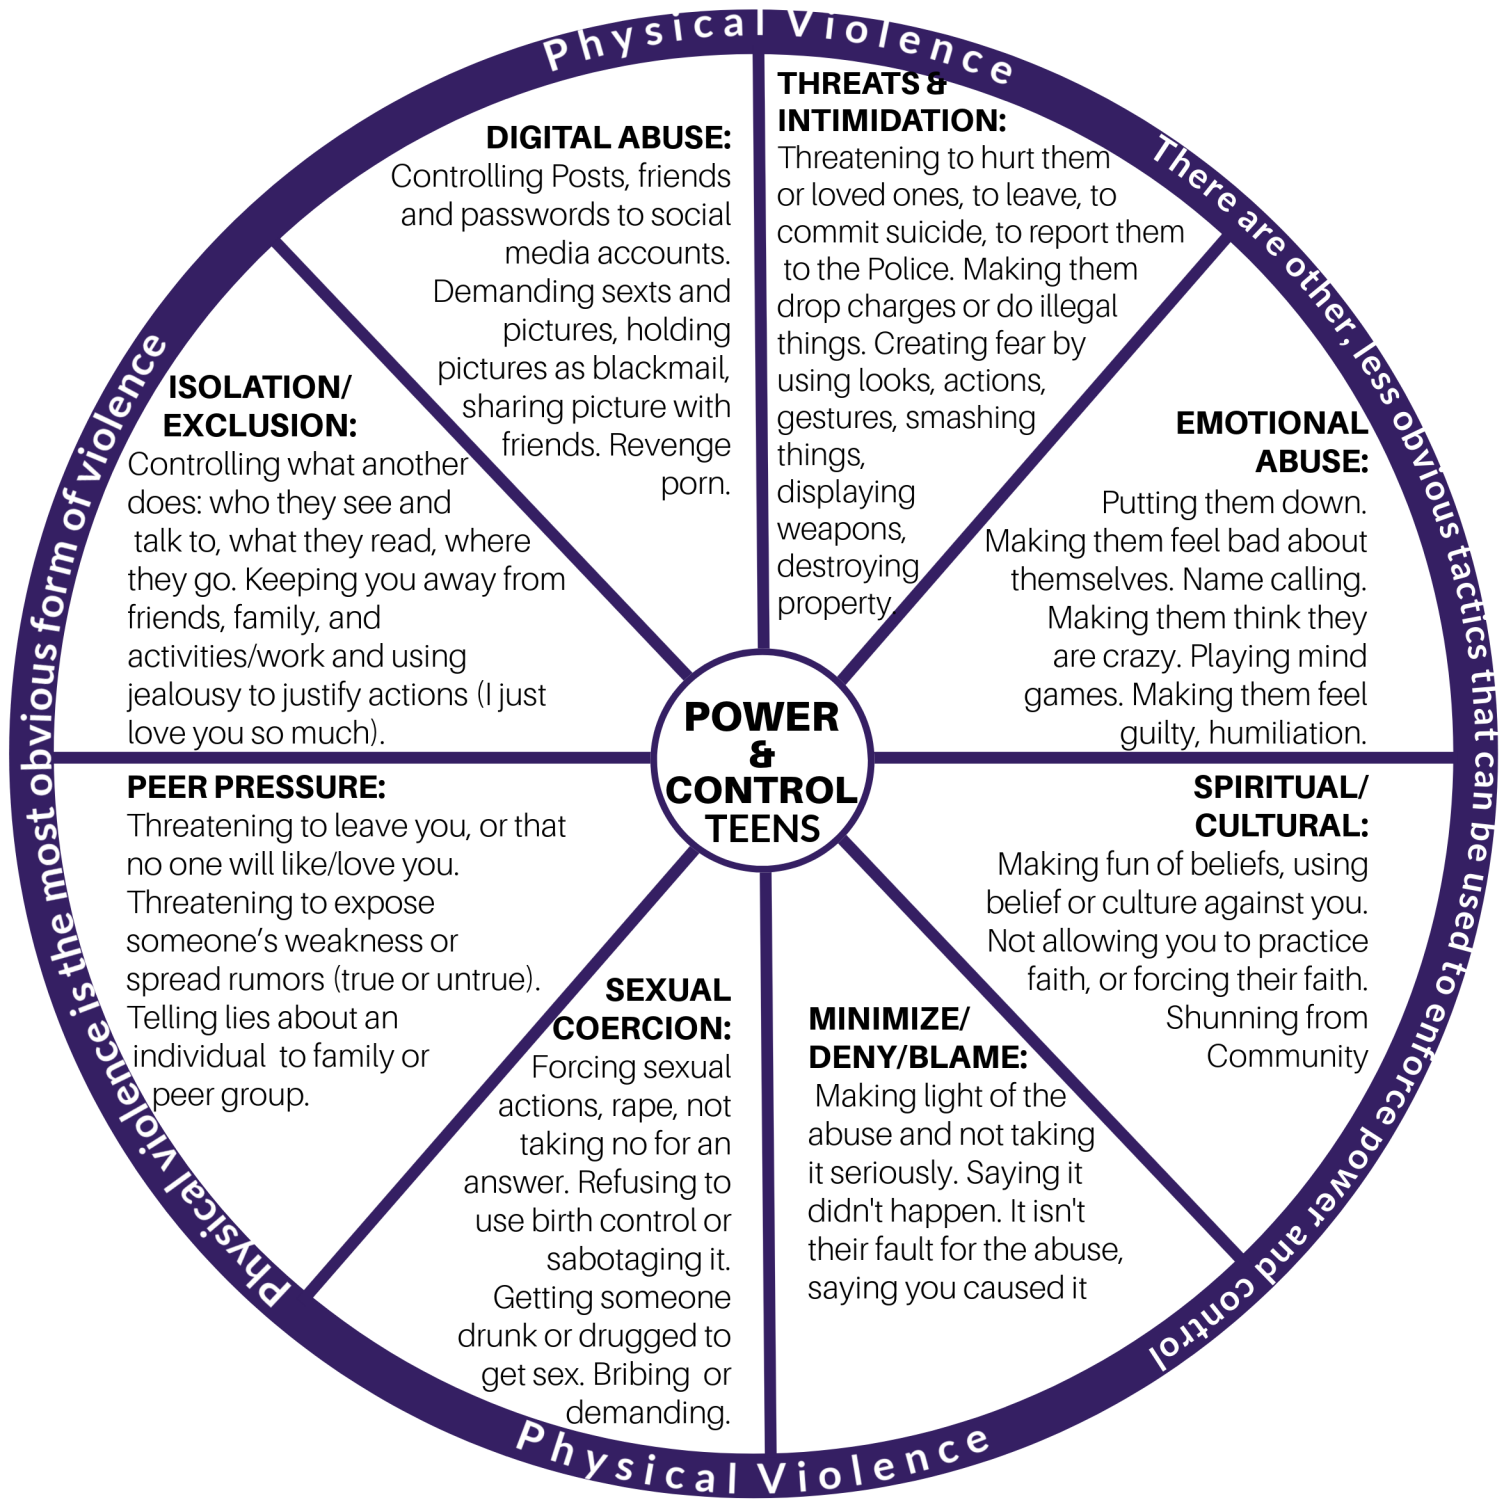 Physical Violence
There are other, less obvious tactics that can be used to enforce power and control
Physical violence is the most obvious form of violence
Physical Violence
POWER
&
CONTROL
TEENS
THREATS &
INTIMIDATION:
Threatening to hurt them
or loved ones, to leave, to
commit suicide, to report them
to the Police. Making them
drop charges or do illegal
things. Creating fear by
using looks, actions,
gestures, smashing
things,
displaying
weapons,
destroying
property.
EMOTIONAL
ABUSE:
Putting them down.
Making them feel bad about
themselves. Name calling.
Making them think they
are crazy. Playing mind
games. Making them feel
guilty, humiliation.
SPIRITUAL/
CULTURAL:
Making fun of beliefs, using
belief or culture against you.
Not allowing you to practice
faith, or forcing their faith.
Shunning from
Community
MINIMIZE/
DENY/BLAME:
Making light of the
abuse and not taking
it seriously. Saying it
didn't happen. It isn't
their fault for the abuse,
saying you caused it
SEXUAL
COERCION:
Forcing sexual
actions, rape, not
taking no for an
answer. Refusing to
use birth control or
sabotaging it.
Getting someone
drunk or drugged to
get sex. Bribing or
demanding.
PEER PRESSURE:
Threatening to leave you, or that
no one will like/love you.
Threatening to expose
someone’s weakness or
spread rumors (true or untrue).
Telling lies about an
individual to family or
peer group.
ISOLATION/
EXCLUSION:
Controlling what another
does: who they see and
talk to, what they read, where
they go. Keeping you away from
friends, family, and
activities/work and using
jealousy to justify actions (I just
love you so much).
DIGITAL ABUSE:
Controlling Posts, friends
and passwords to social
media accounts.
Demanding sexts and
pictures, holding
pictures as blackmail,
sharing picture with
friends. Revenge
porn.